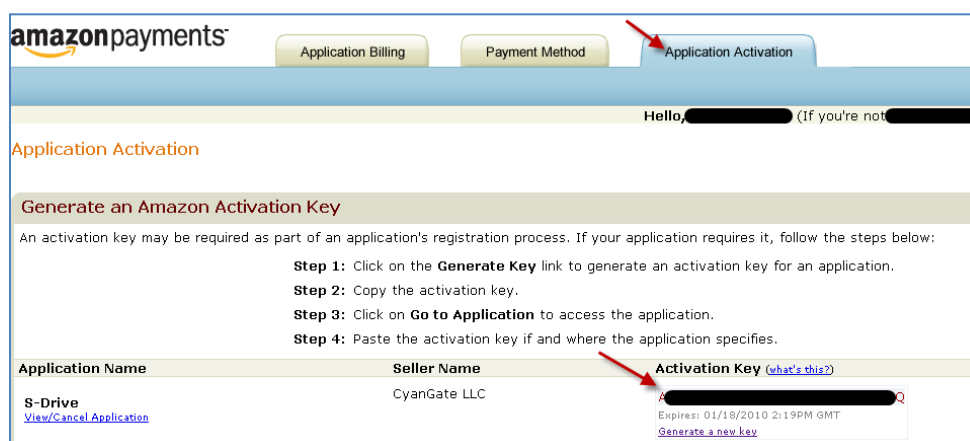 amazonpayments
Application Billing Payment Method Application Activation
Hello, (If you're not
Application Activation
Generate an Amazon Activation Key
An activation key may be required as part of an application's registration process. If your application requires it, follow the steps below:
Step 1: Click on the Generate Key link to generate an activation key for an application.
Step 2: Copy the activation key.
Step 3: Click on Go to Application to access the application.
Step 4: Paste the activation key if and where the application specifies.
Application Name Seller Name Activation Key (what's this?)
S-Drive CyanGate LLC A Q
View/Cancel Application Expires: 01/18/2010 2:19PM GMT
Generate a new key